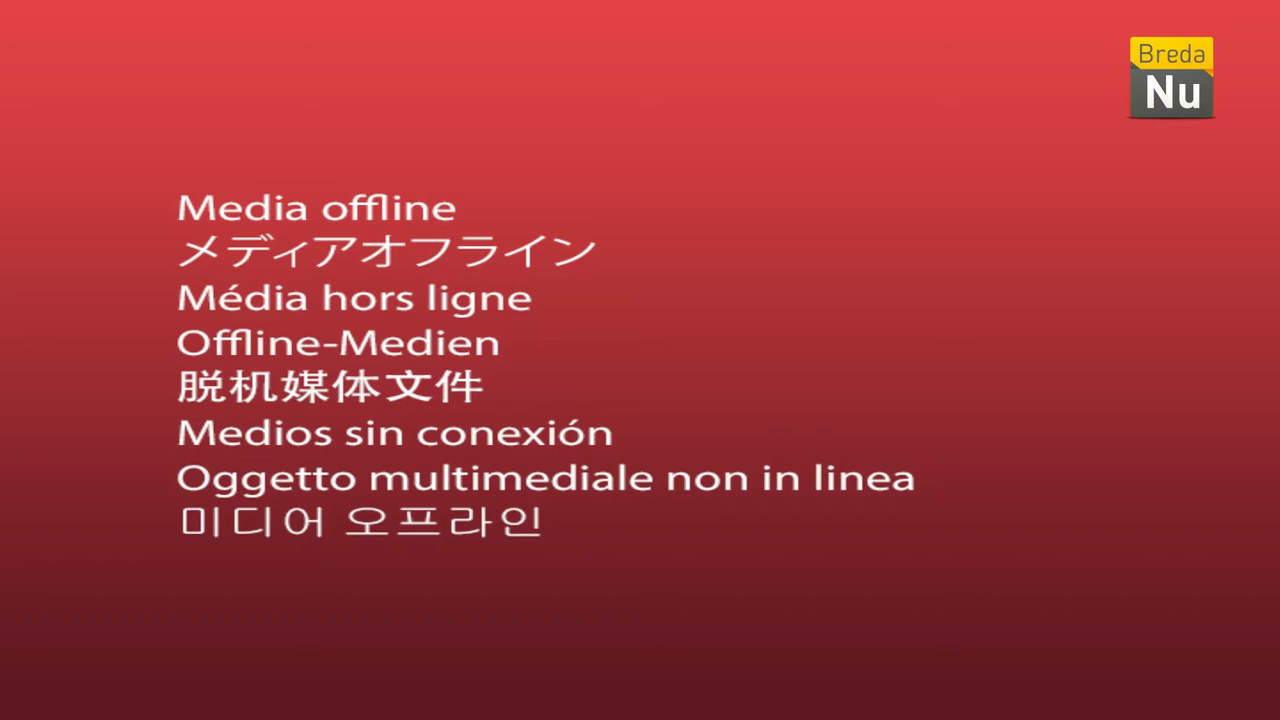 Breda
Nu
Media offline
メディアオフライン
Média hors ligne
Offline-Medien
脱机媒体文件
Medios sin conexión
Oggetto multimediale non in linea
미디어 오프라인